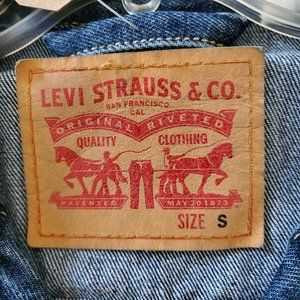 LEVI STRAUSS & CO.
SAN FRANCISCO
CAL
ORIGINAL RIVETED
QUALITY CLOTHING
PATENTED MAY 20 1873
SIZE S